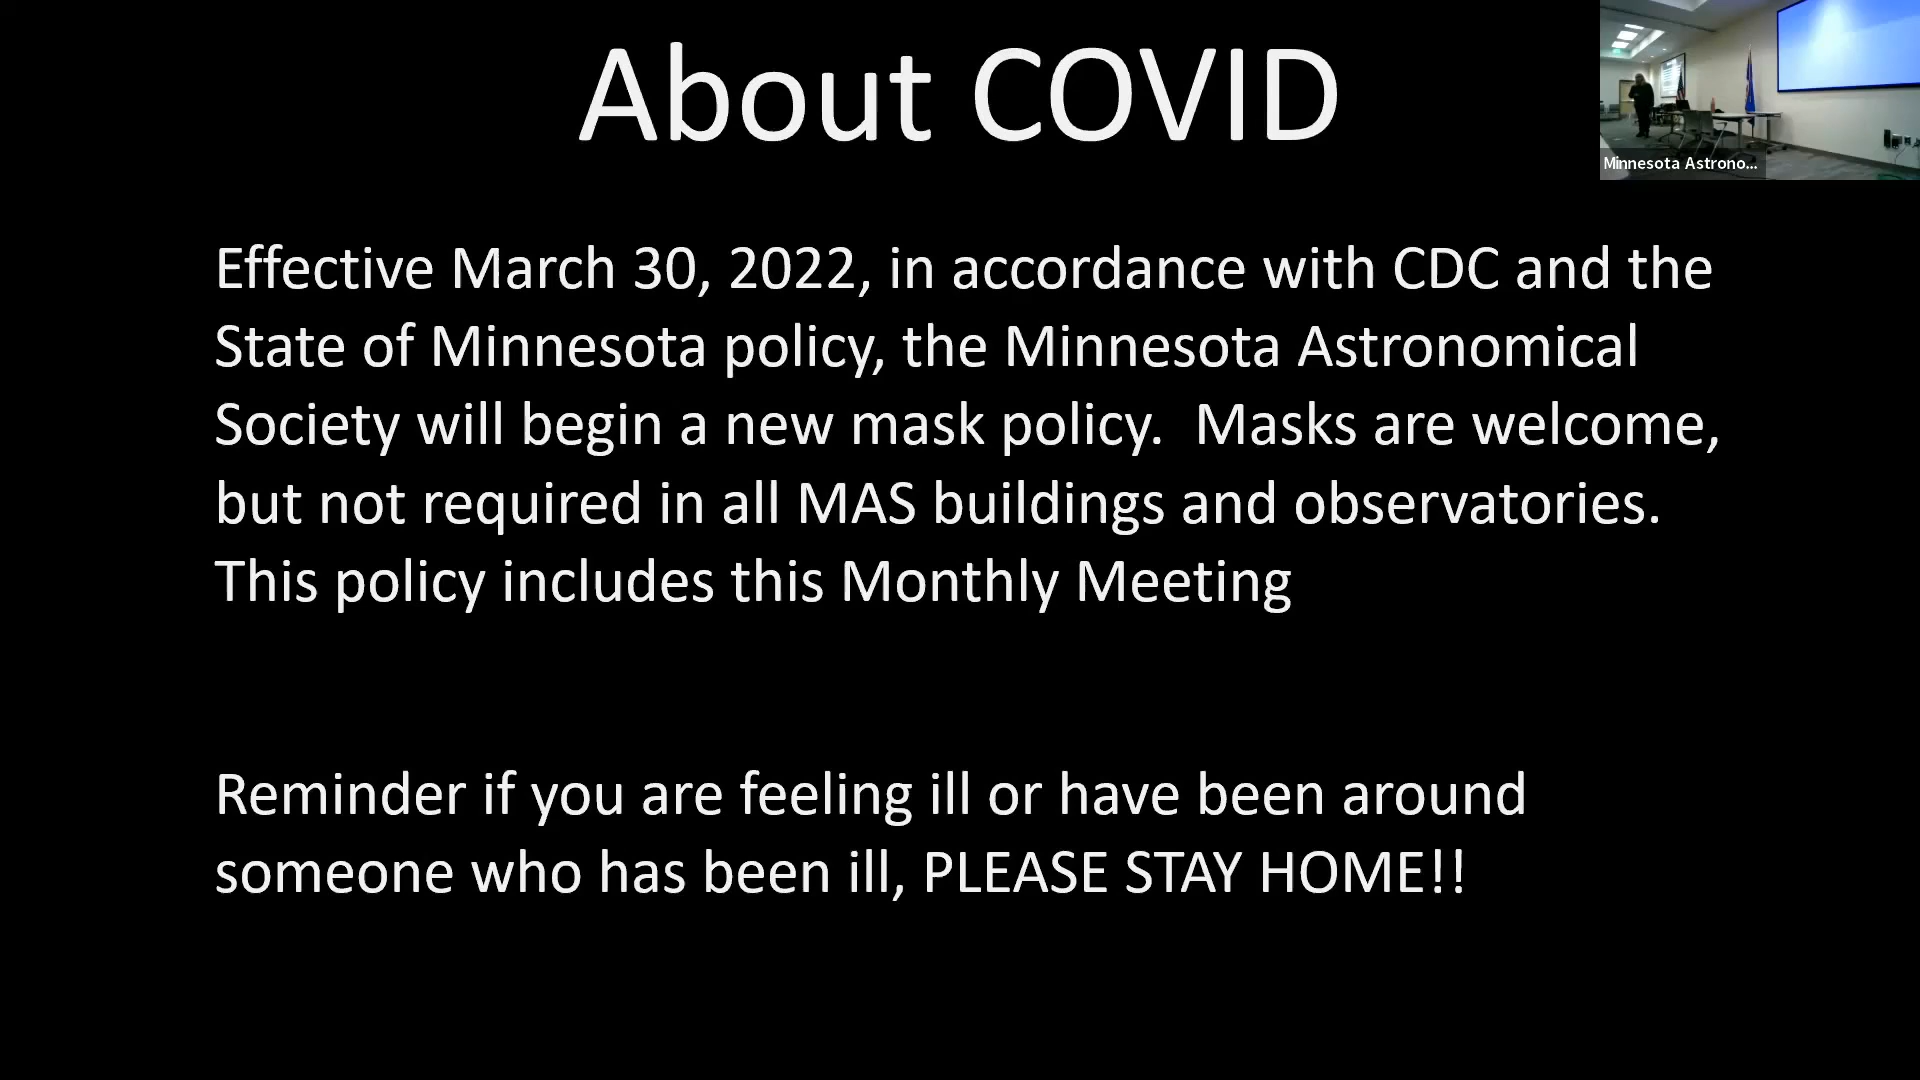 About COVID
Minnesota Astrono...
Effective March 30, 2022, in accordance with CDC and the
State of Minnesota policy, the Minnesota Astronomical
Society will begin a new mask policy.  Masks are welcome,
but not required in all MAS buildings and observatories.
This policy includes this Monthly Meeting
Reminder if you are feeling ill or have been around
someone who has been ill, PLEASE STAY HOME!!